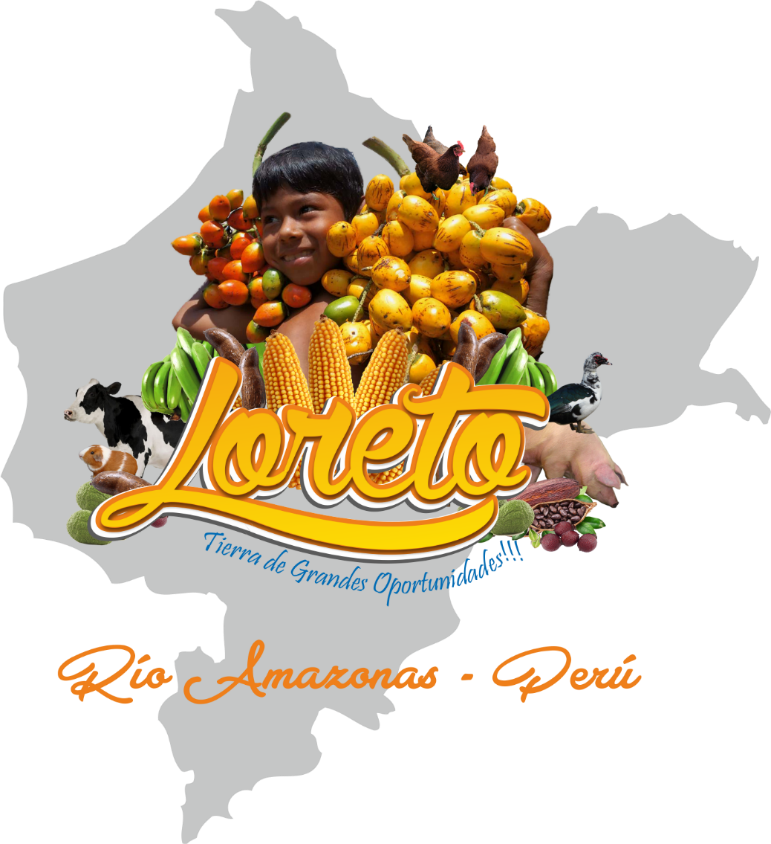 Loreto
Tierra de Grandes Oportunidades!!!
Río Amazonas - Perú